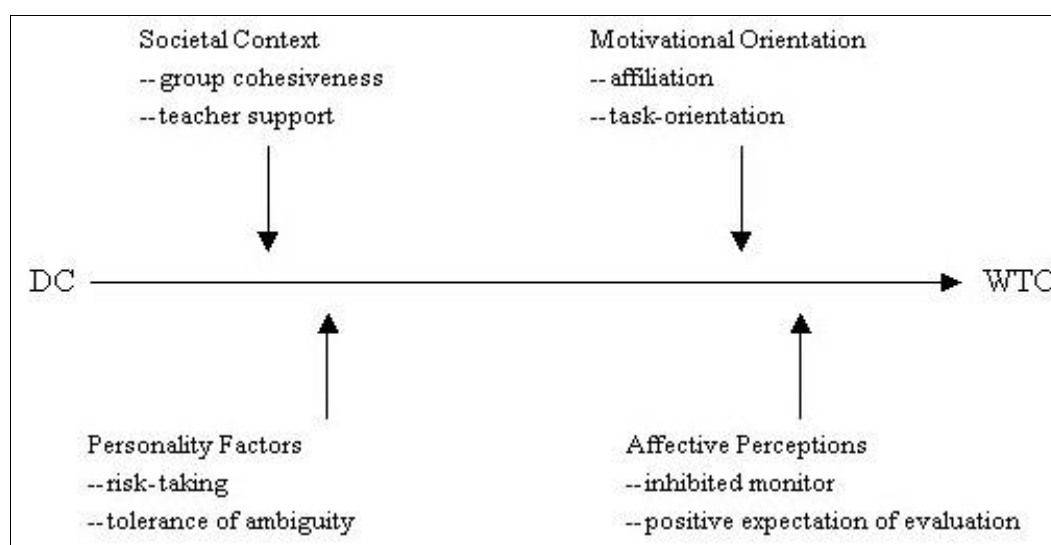 Societal Context
--group cohesiveness
--teacher support
Motivational Orientation
--affiliation
--task-orientation
DC
WTC
Personality Factors
--risk-taking
--tolerance of ambiguity
Affective Perceptions
--inhibited monitor
--positive expectation of evaluation